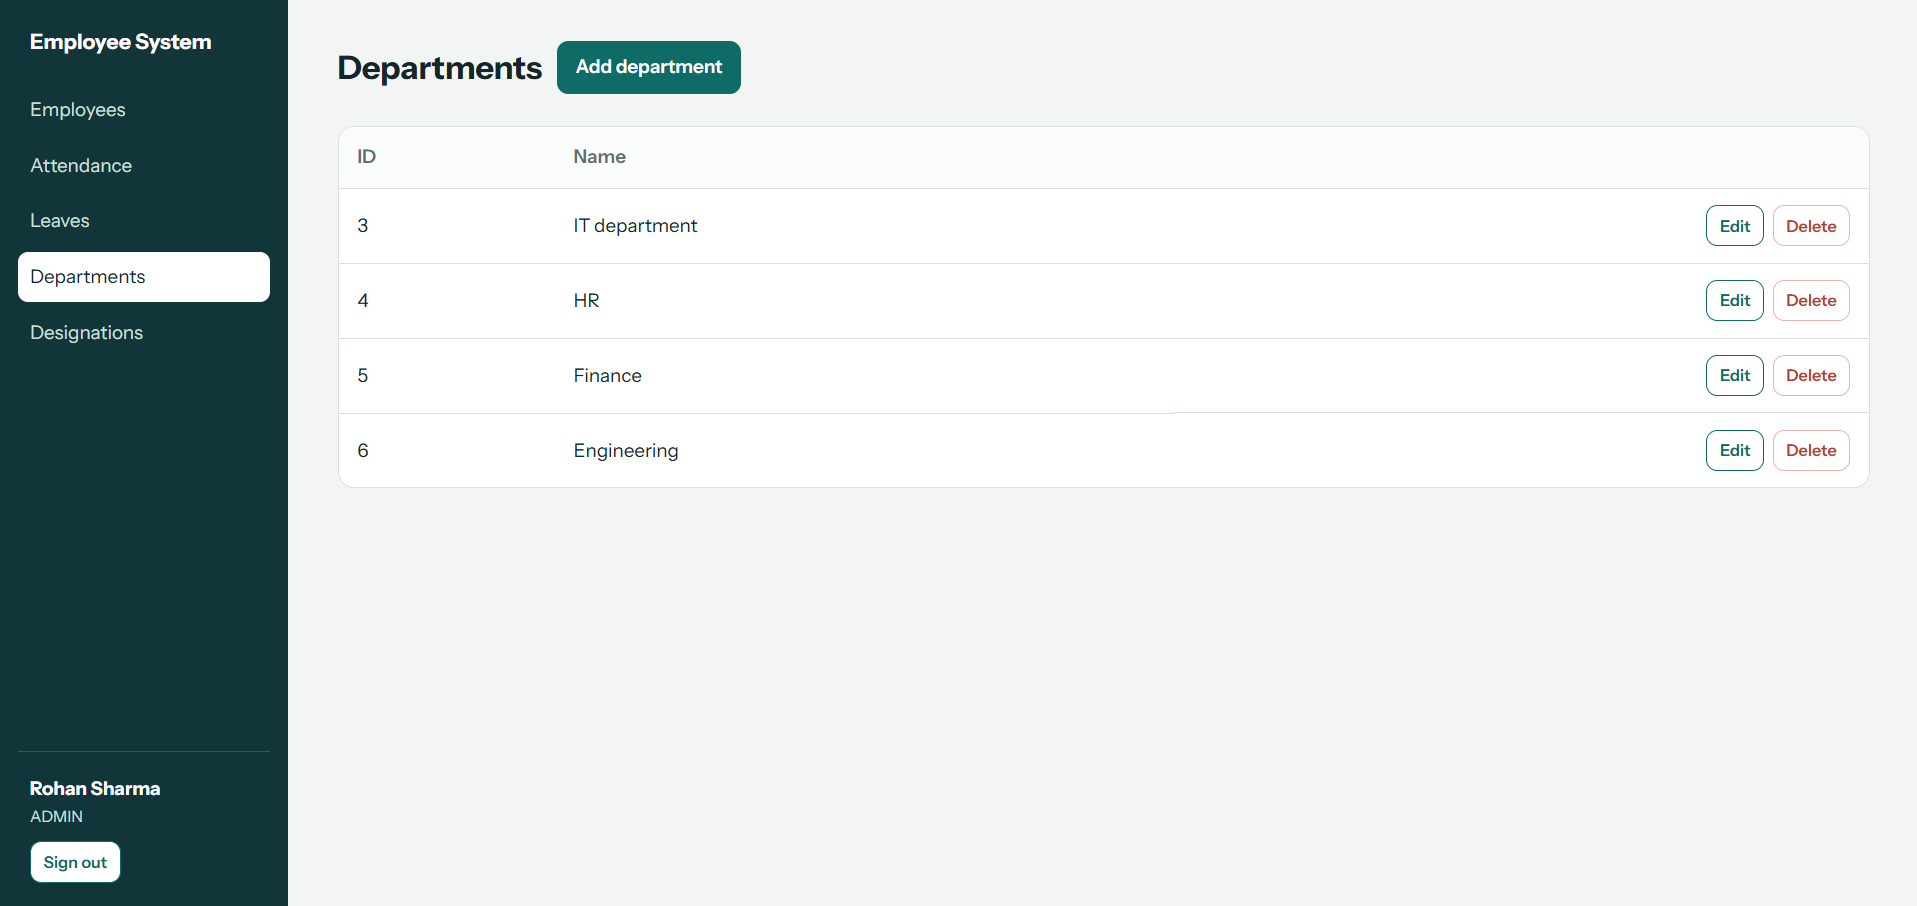 Employee System
Employees
Attendance
Leaves
Departments
Designations
Rohan Sharma
ADMIN
Sign out
Departments Add department
ID Name
3 IT department Edit Delete
4 HR Edit Delete
5 Finance Edit Delete
6 Engineering Edit Delete